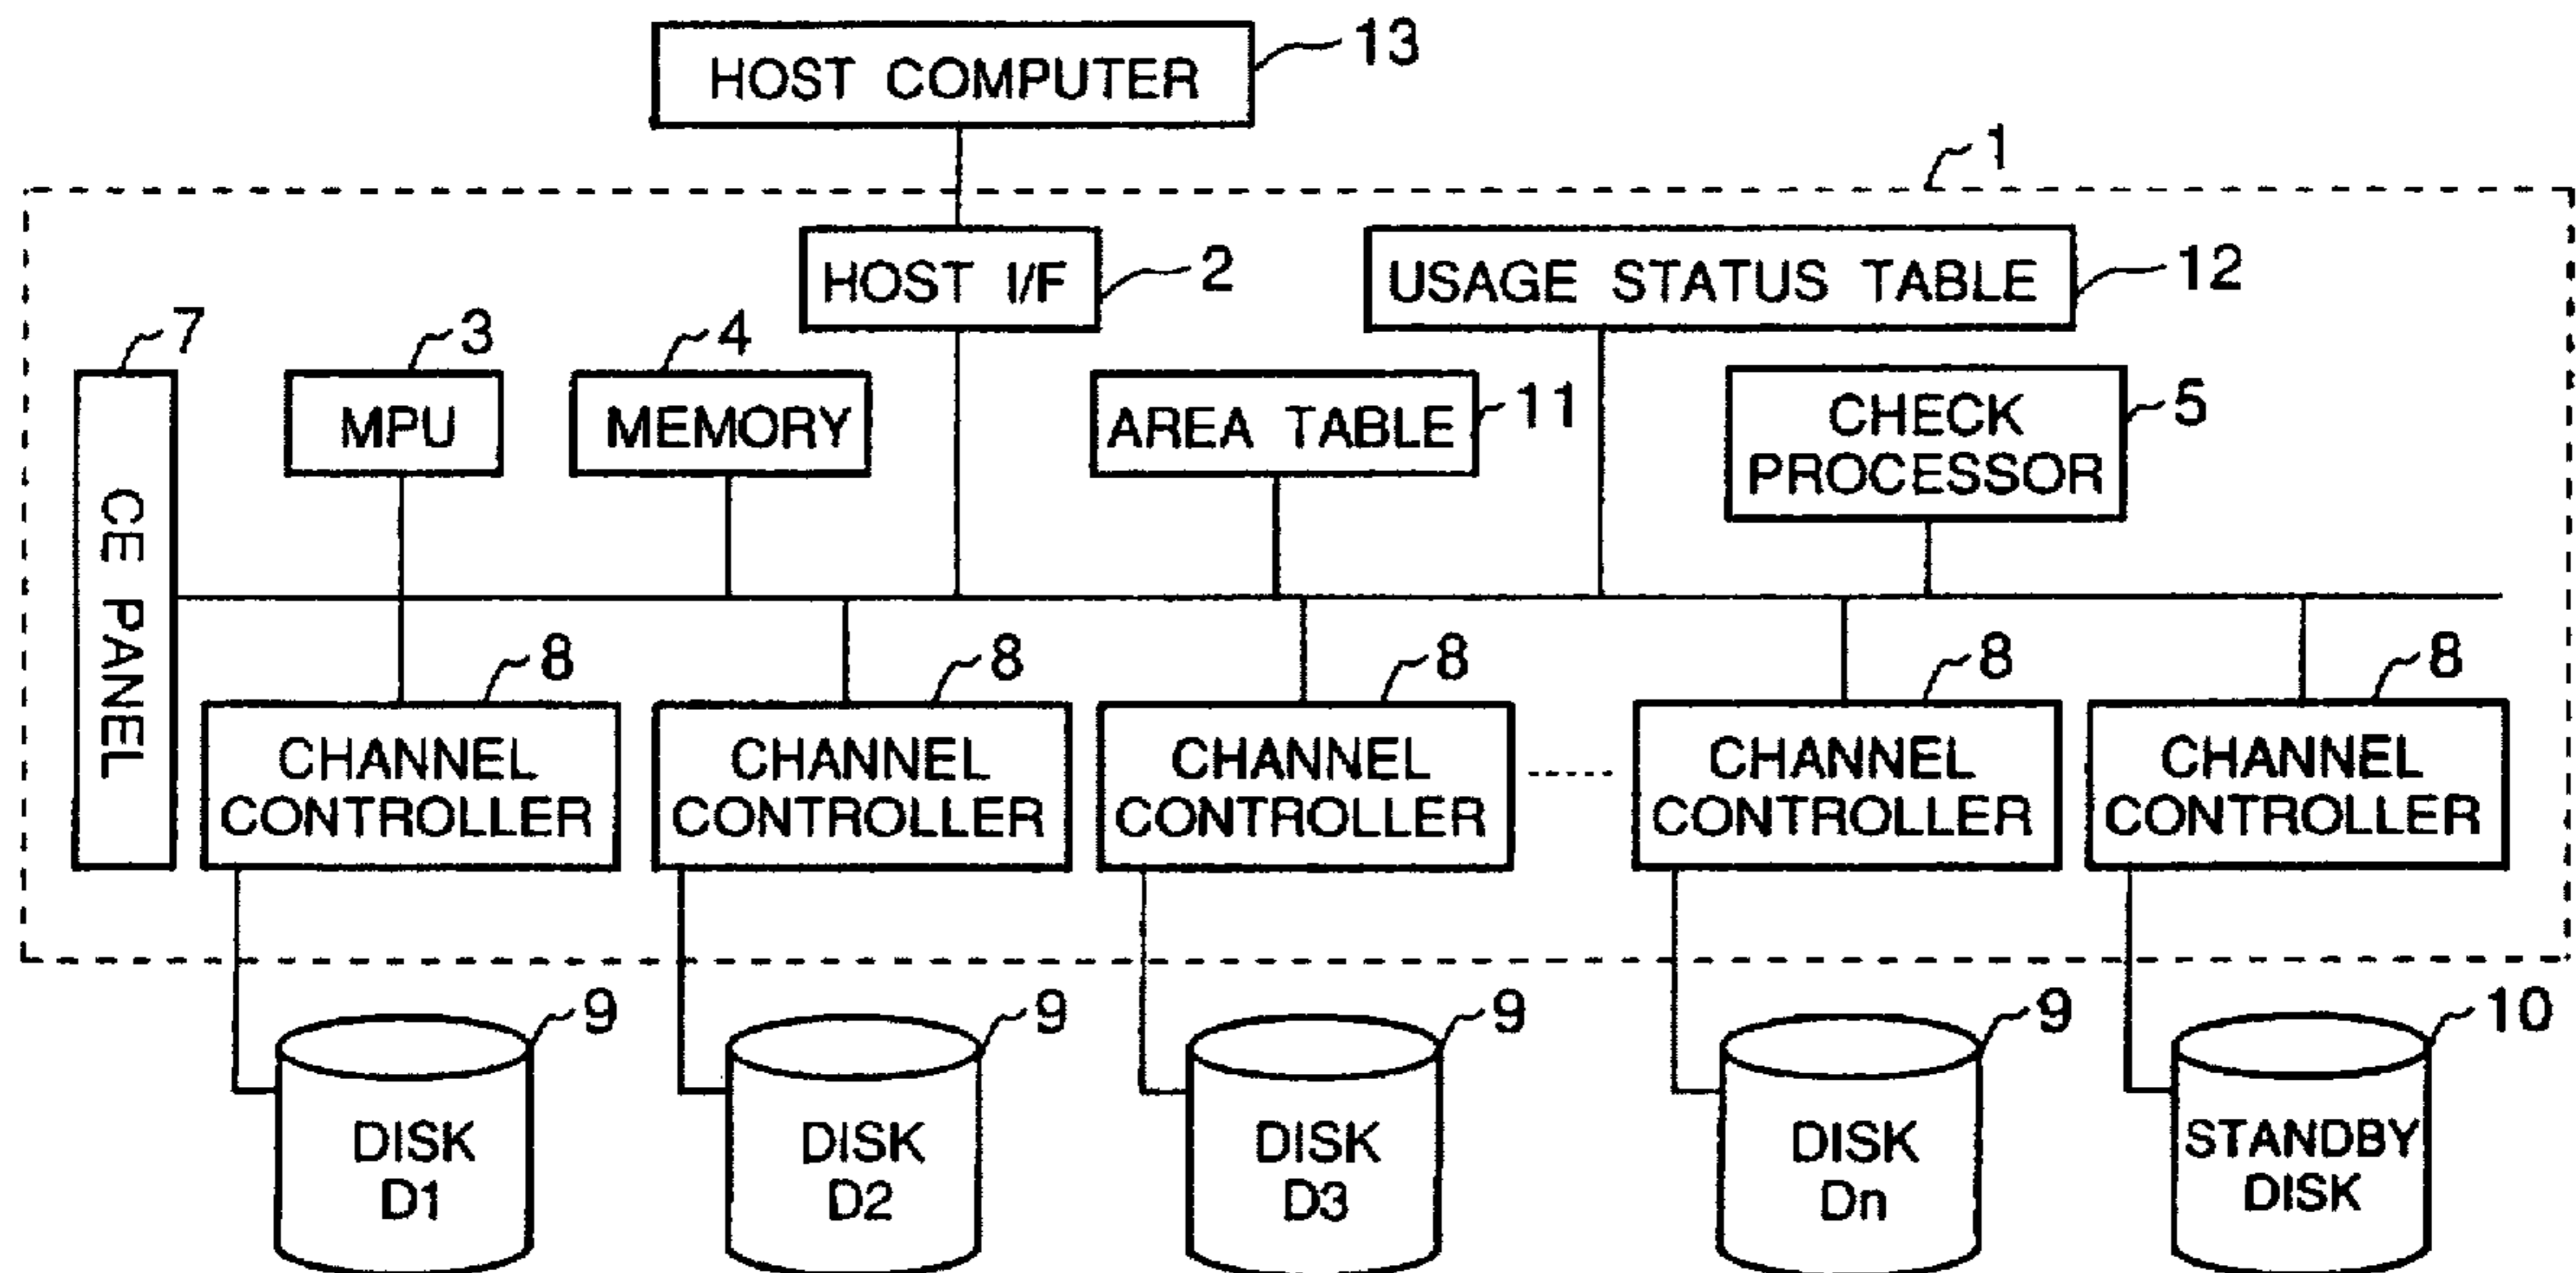 HOST COMPUTER
13
1
HOST I/F
2
USAGE STATUS TABLE
12
7
3
4
CE PANEL
MPU
MEMORY
AREA TABLE
11
CHECK
PROCESSOR
5
8
8
8
8
8
CHANNEL
CONTROLLER
CHANNEL
CONTROLLER
CHANNEL
CONTROLLER
CHANNEL
CONTROLLER
CHANNEL
CONTROLLER
9
9
9
9
10
DISK
D1
DISK
D2
DISK
D3
DISK
Dn
STANDBY
DISK